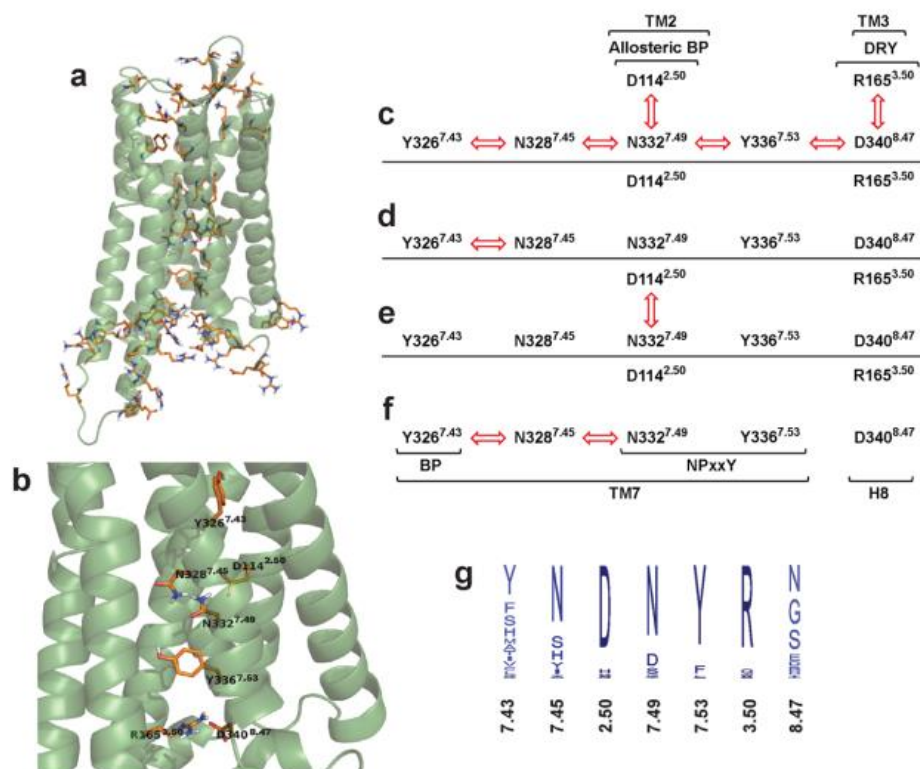 a
TM2 TM3
Allosteric BP DRY
D114^2.50 R165^3.50
c
Y326^7.43 N328^7.45 N332^7.49 Y336^7.53 D340^8.47
D114^2.50 R165^3.50
d
Y326^7.43 N328^7.45 N332^7.49 Y336^7.53 D340^8.47
D114^2.50 R165^3.50
e
Y326^7.43 N328^7.45 N332^7.49 Y336^7.53 D340^8.47
D114^2.50 R165^3.50
f
Y326^7.43 N328^7.45 N332^7.49 Y336^7.53 D340^8.47
BP NPxxY
TM7 H8
b
Y326^7.43
N328^7.45 D114^2.50
N332^7.49
Y336^7.53
R165^3.50 D340^8.47
g
Y N D N Y R N
F S D F G
S H S
H Y
7.43 7.45 2.50 7.49 7.53 3.50 8.47